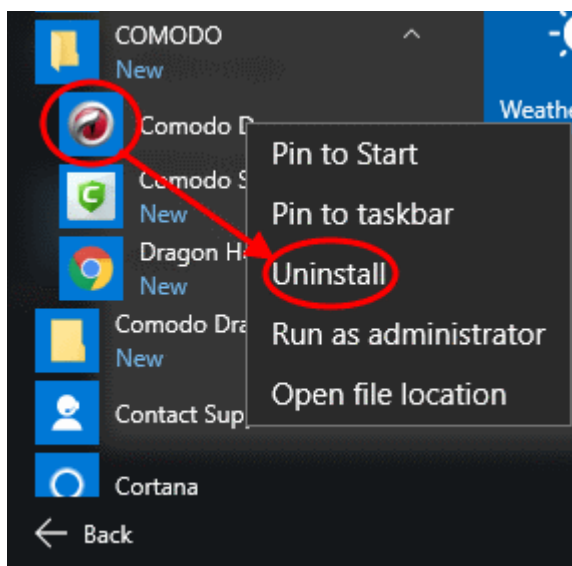 COMODO
New
Weathe
Comodo D
Pin to Start
Comodo S
New
Pin to taskbar
Dragon H
New
Uninstall
Comodo Dra
New
Run as administrator
Contact Sup
Open file location
Cortana
Back